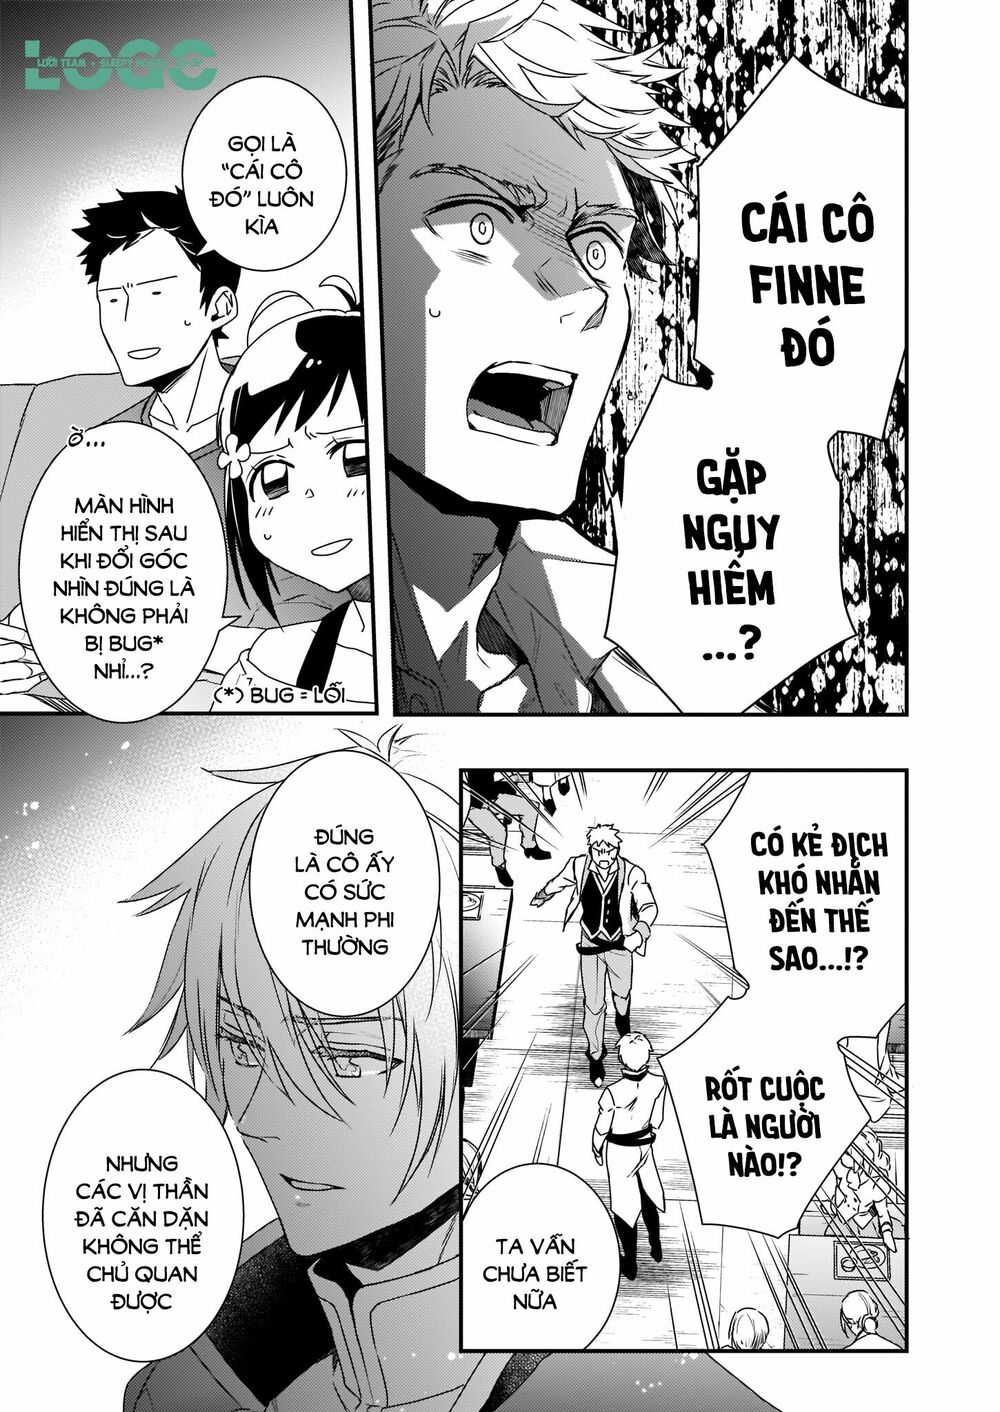 LOGO
LƯỜI TEAM
CÁI CÔ
FINNE
ĐÓ
GẶP
NGUY
HIỂM
...?
GỌI LÀ
"CÁI CÔ
ĐÓ" LUÔN
KÌA
Ờ...
MÀN HÌNH
HIỂN THỊ SAU
KHI ĐỔI GÓC
NHÌN ĐÚNG LÀ
KHÔNG PHẢI
BỊ BUG*
NHỈ...?
(*) BUG = LỖI
CÓ KẺ ĐỊCH
KHÓ NHẰN
ĐẾN THẾ
SAO...!?
RỐT CUỘC
LÀ NGƯỜI
NÀO!?
TA VẪN
CHƯA BIẾT
NỮA
ĐÚNG
LÀ CÔ ẤY
CÓ SỨC
MẠNH PHI
THƯỜNG
NHƯNG
CÁC VỊ THẦN
ĐÃ CĂN DẶN
KHÔNG THỂ
CHỦ QUAN
ĐƯỢC